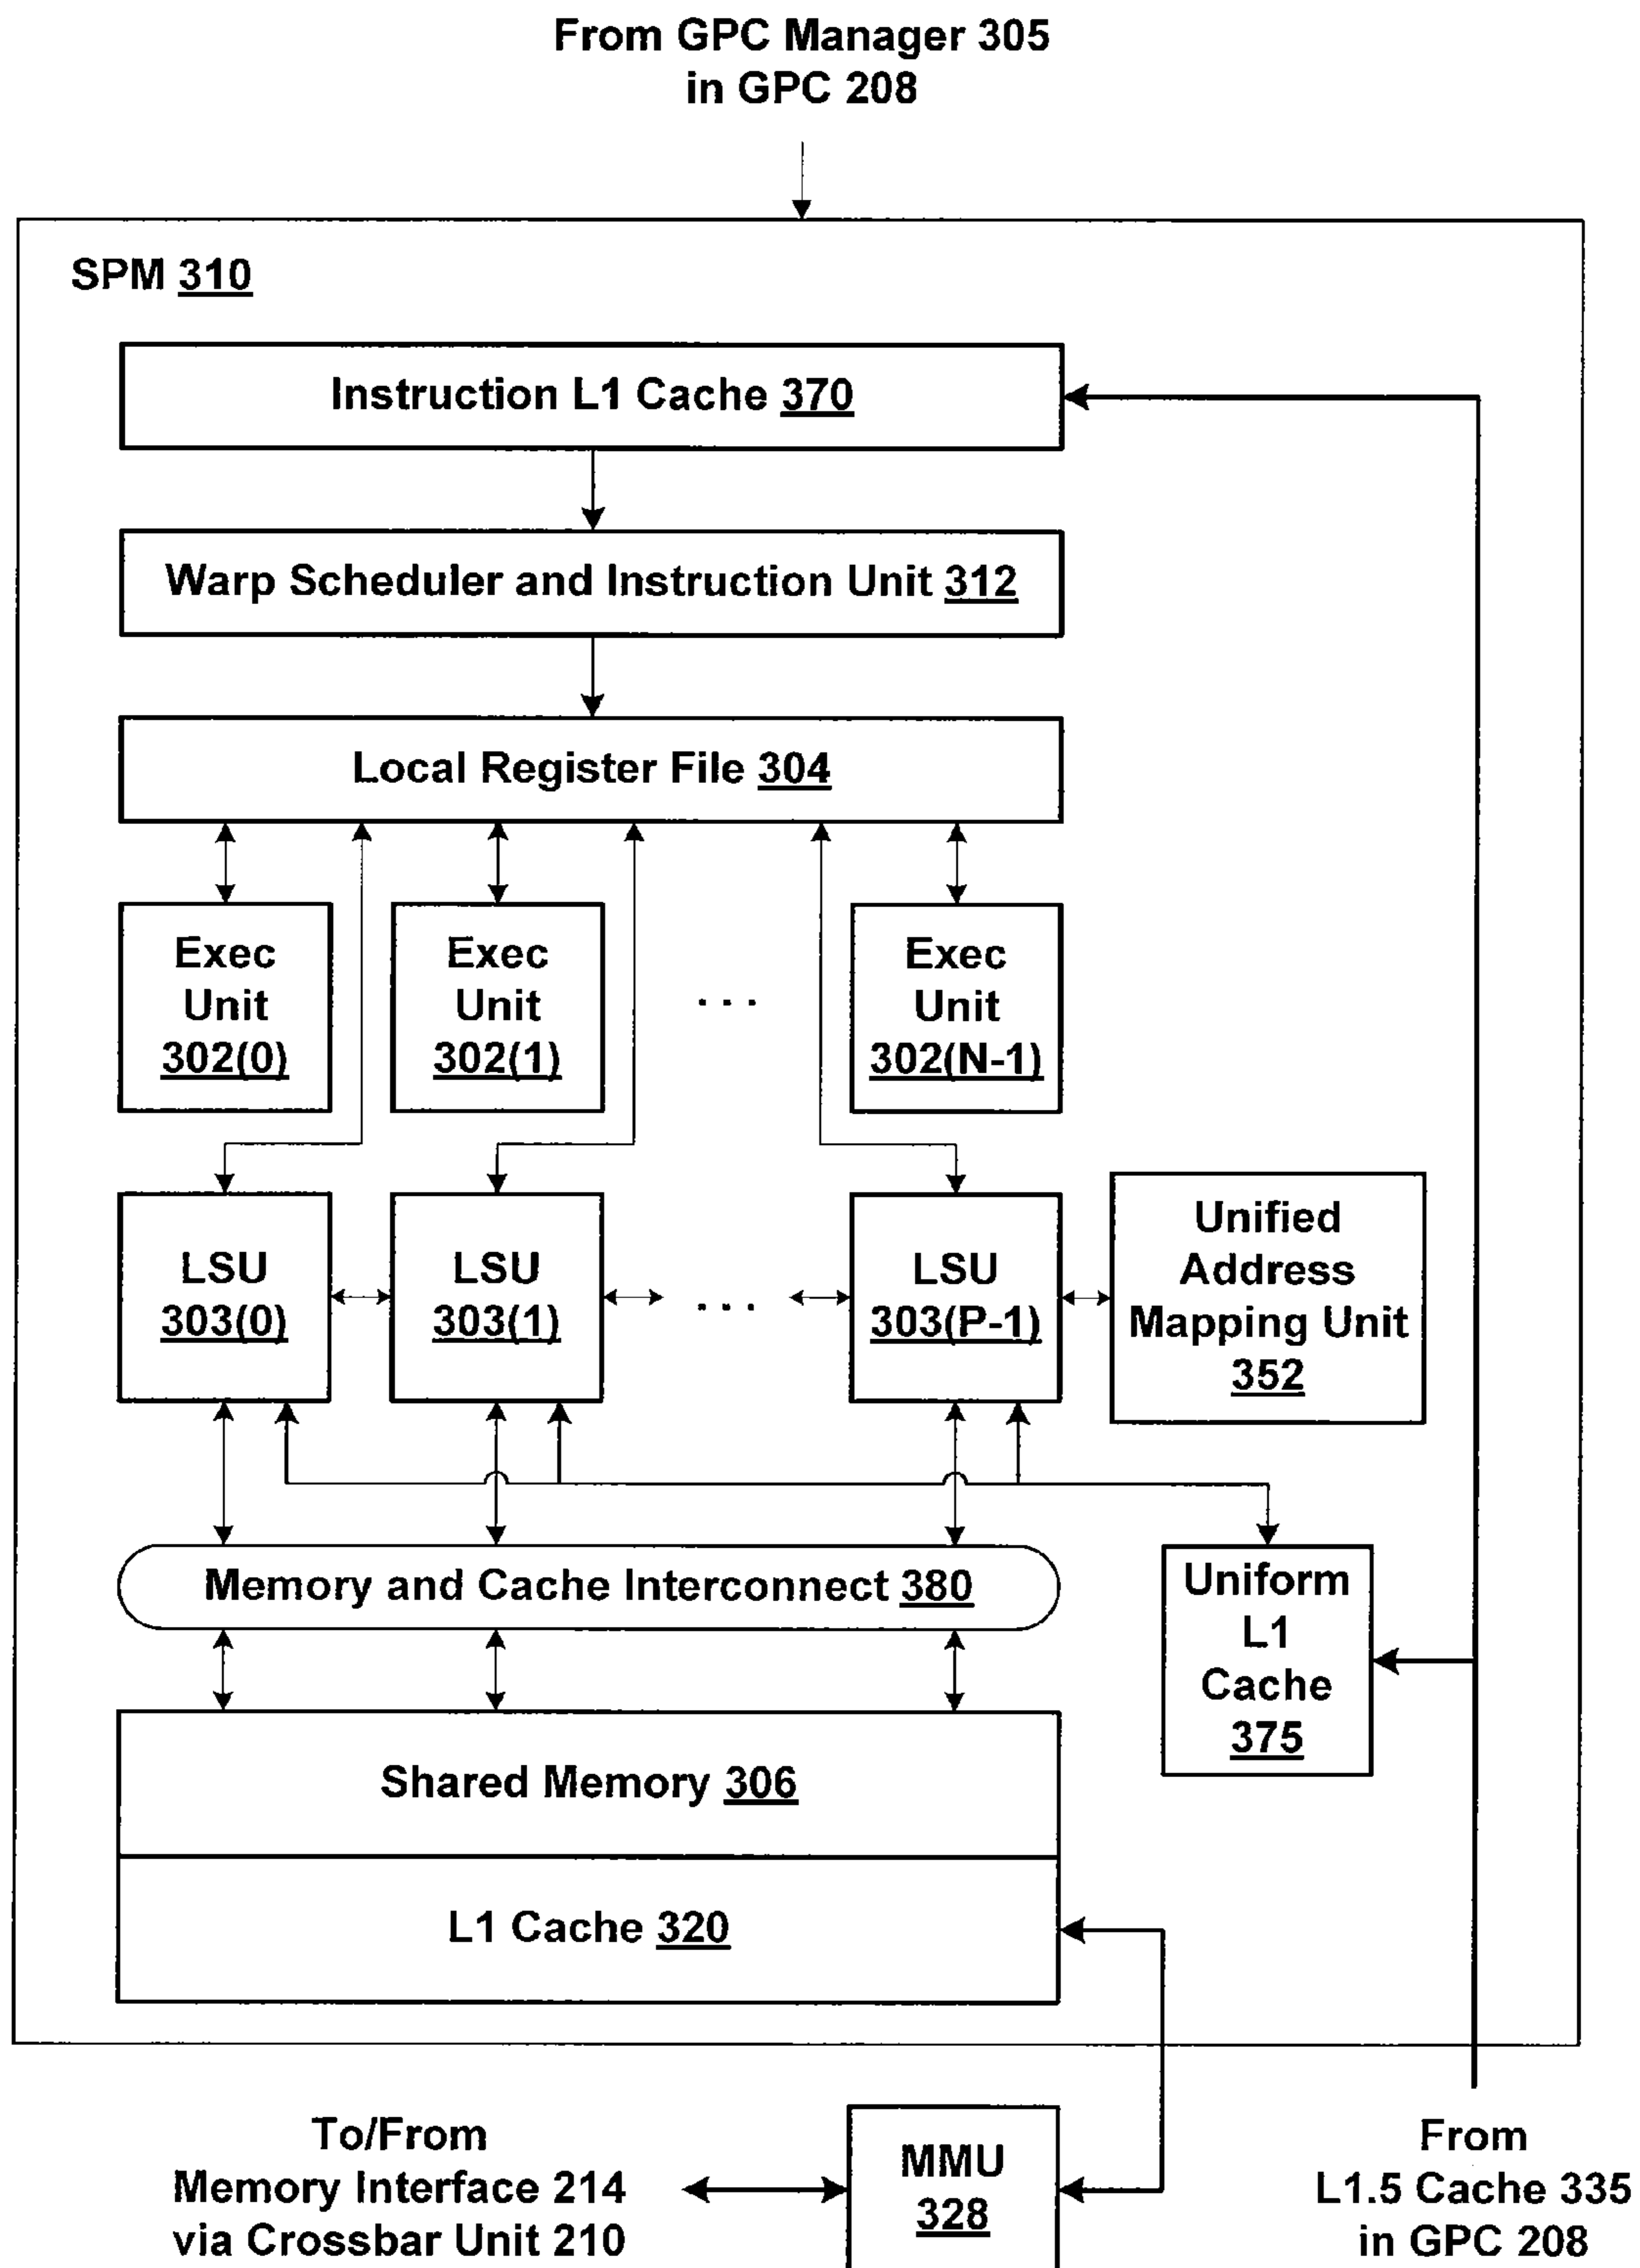 From GPC Manager 305
in GPC 208
SPM 310
Instruction L1 Cache 370
Warp Scheduler and Instruction Unit 312
Local Register File 304
Exec
Unit
302(0)
Exec
Unit
302(1)
. . .
Exec
Unit
302(N-1)
LSU
303(0)
LSU
303(1)
. . .
LSU
303(P-1)
Unified
Address
Mapping Unit
352
Memory and Cache Interconnect 380
Uniform
L1
Cache
375
Shared Memory 306
L1 Cache 320
To/From
Memory Interface 214
via Crossbar Unit 210
MMU
328
From
L1.5 Cache 335
in GPC 208